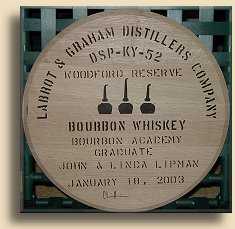 LABROT & GRAHAM DISTILLERS COMPANY
DSP-KY-52
WOODFORD RESERVE
BOURBON WHISKEY
BOURBON ACADEMY
GRADUATE
JOHN & LINDA LIPMAN
JANUARY 18, 2003